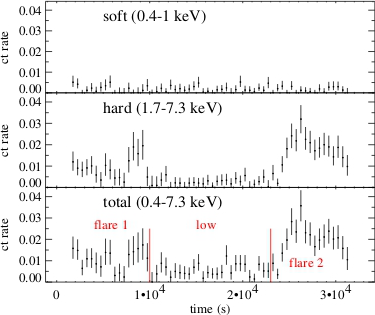 soft (0.4-1 keV)
0.04
0.03
0.02
0.01
0.00
ct rate
hard (1.7-7.3 keV)
0.04
0.03
0.02
0.01
0.00
ct rate
total (0.4-7.3 keV)
0.04
0.03
0.02
0.01
0.00
ct rate
flare 1
low
flare 2
0 1•10⁴ 2•10⁴ 3•10⁴
time (s)